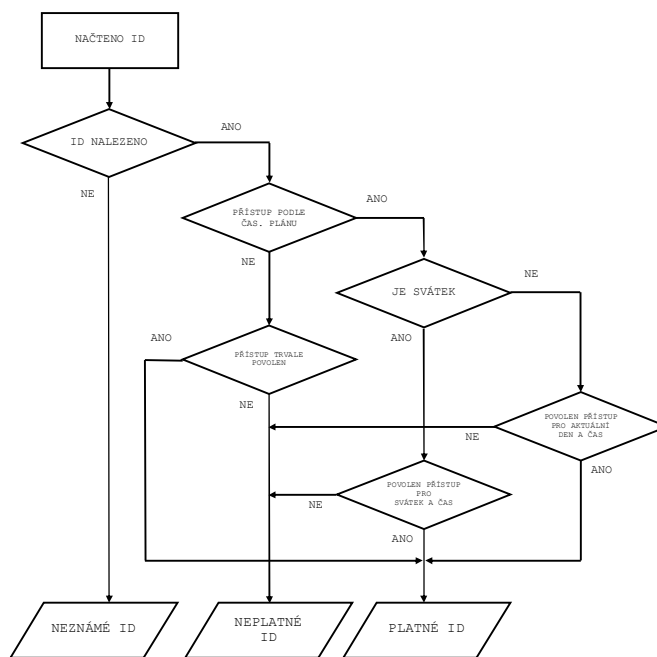 NAČTENO ID
ANO
ID NALEZENO
NE
ANO
PŘÍSTUP PODLE
ČAS. PLÁNU
NE
NE
JE SVÁTEK
ANO
ANO
PŘÍSTUP TRVALE
POVOLEN
NE
POVOLEN PŘÍSTUP
PRO AKTUÁLNÍ
DEN A ČAS
NE
ANO
POVOLEN PŘÍSTUP
PRO
SVÁTEK A ČAS
NE
ANO
NEZNÁMÉ ID
NEPLATNÉ
ID
PLATNÉ ID